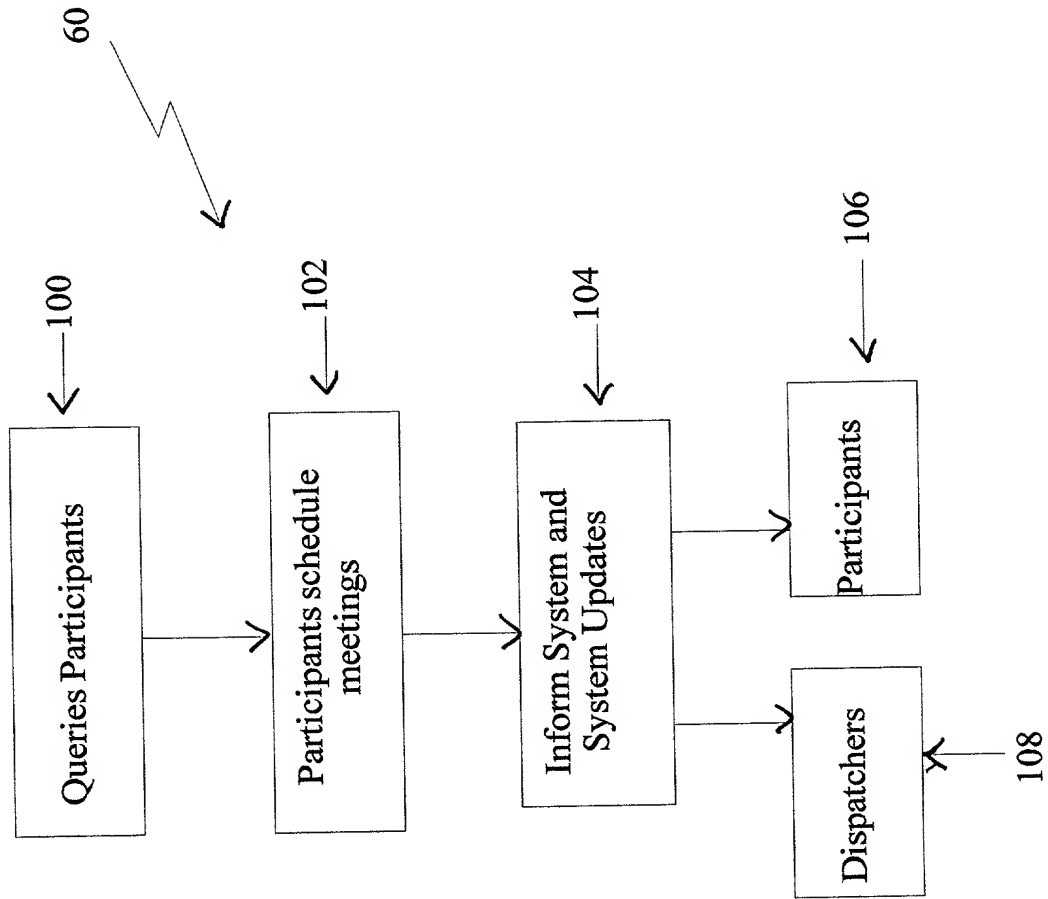 60
Queries Participants
100
Participants schedule
meetings
102
Inform System and
System Updates
104
Dispatchers
108
Participants
106